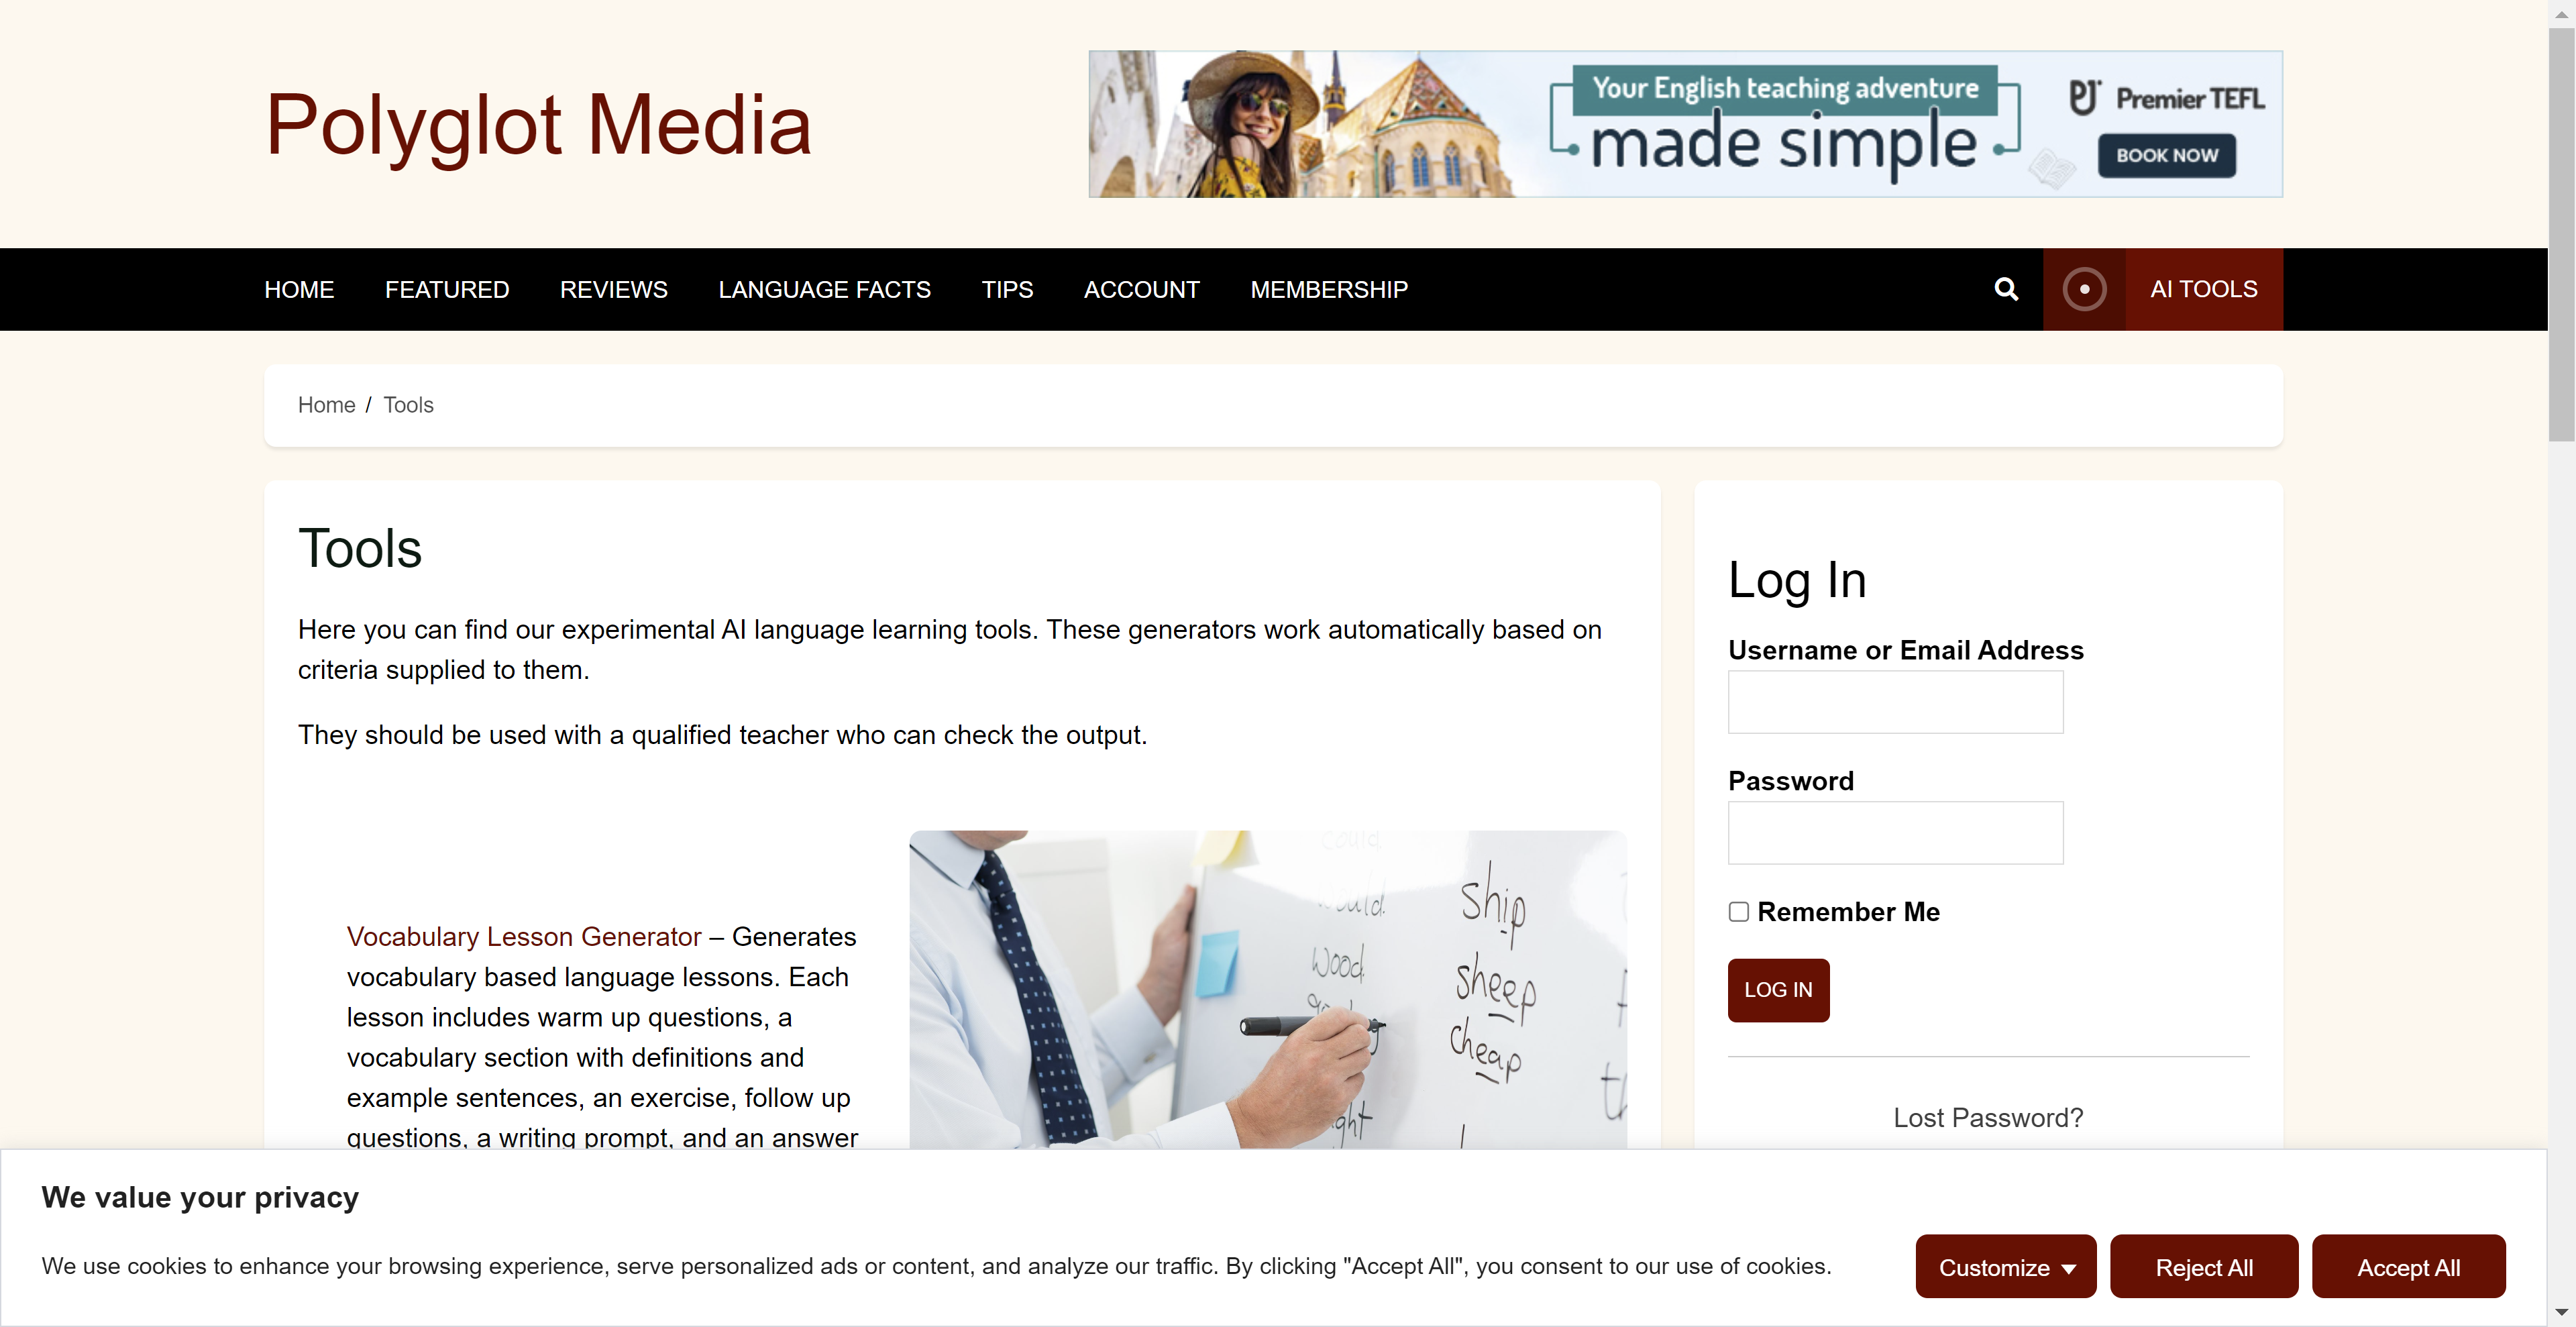 Polyglot Media
Your English teaching adventure
made simple
Premier TEFL
BOOK NOW
HOME
FEATURED
REVIEWS
LANGUAGE FACTS
TIPS
ACCOUNT
MEMBERSHIP
AI TOOLS
Home / Tools
Tools
Here you can find our experimental AI language learning tools. These generators work automatically based on
criteria supplied to them.
They should be used with a qualified teacher who can check the output.
Vocabulary Lesson Generator – Generates
vocabulary based language lessons. Each
lesson includes warm up questions, a
vocabulary section with definitions and
example sentences, an exercise, follow up
questions, a writing prompt, and an answer
could
would
wood
ship
sheep
cheap
Log In
Username or Email Address
Password
Remember Me
LOG IN
Lost Password?
We value your privacy
We use cookies to enhance your browsing experience, serve personalized ads or content, and analyze our traffic. By clicking "Accept All", you consent to our use of cookies.
Customize
Reject All
Accept All